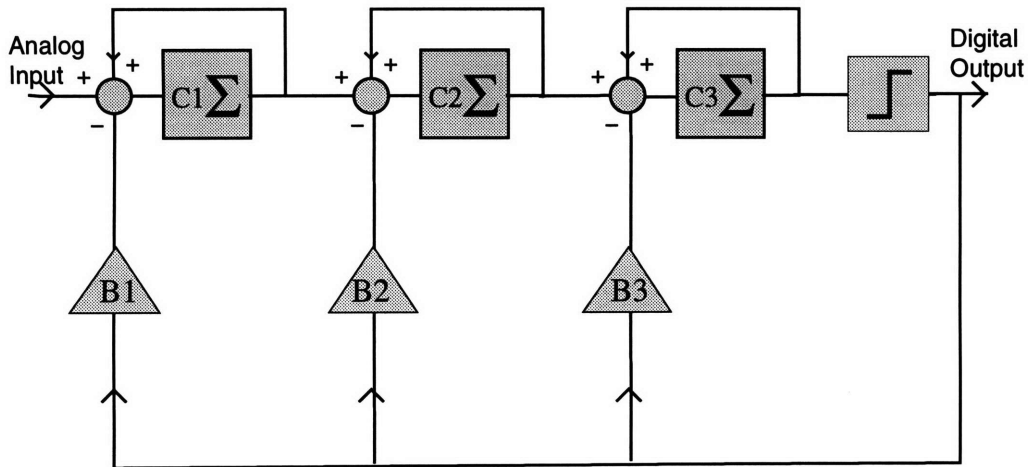 Analog
Input
+ +
−
C1 Σ
+ +
−
C2 Σ
+ +
−
C3 Σ
Digital
Output
B1
B2
B3